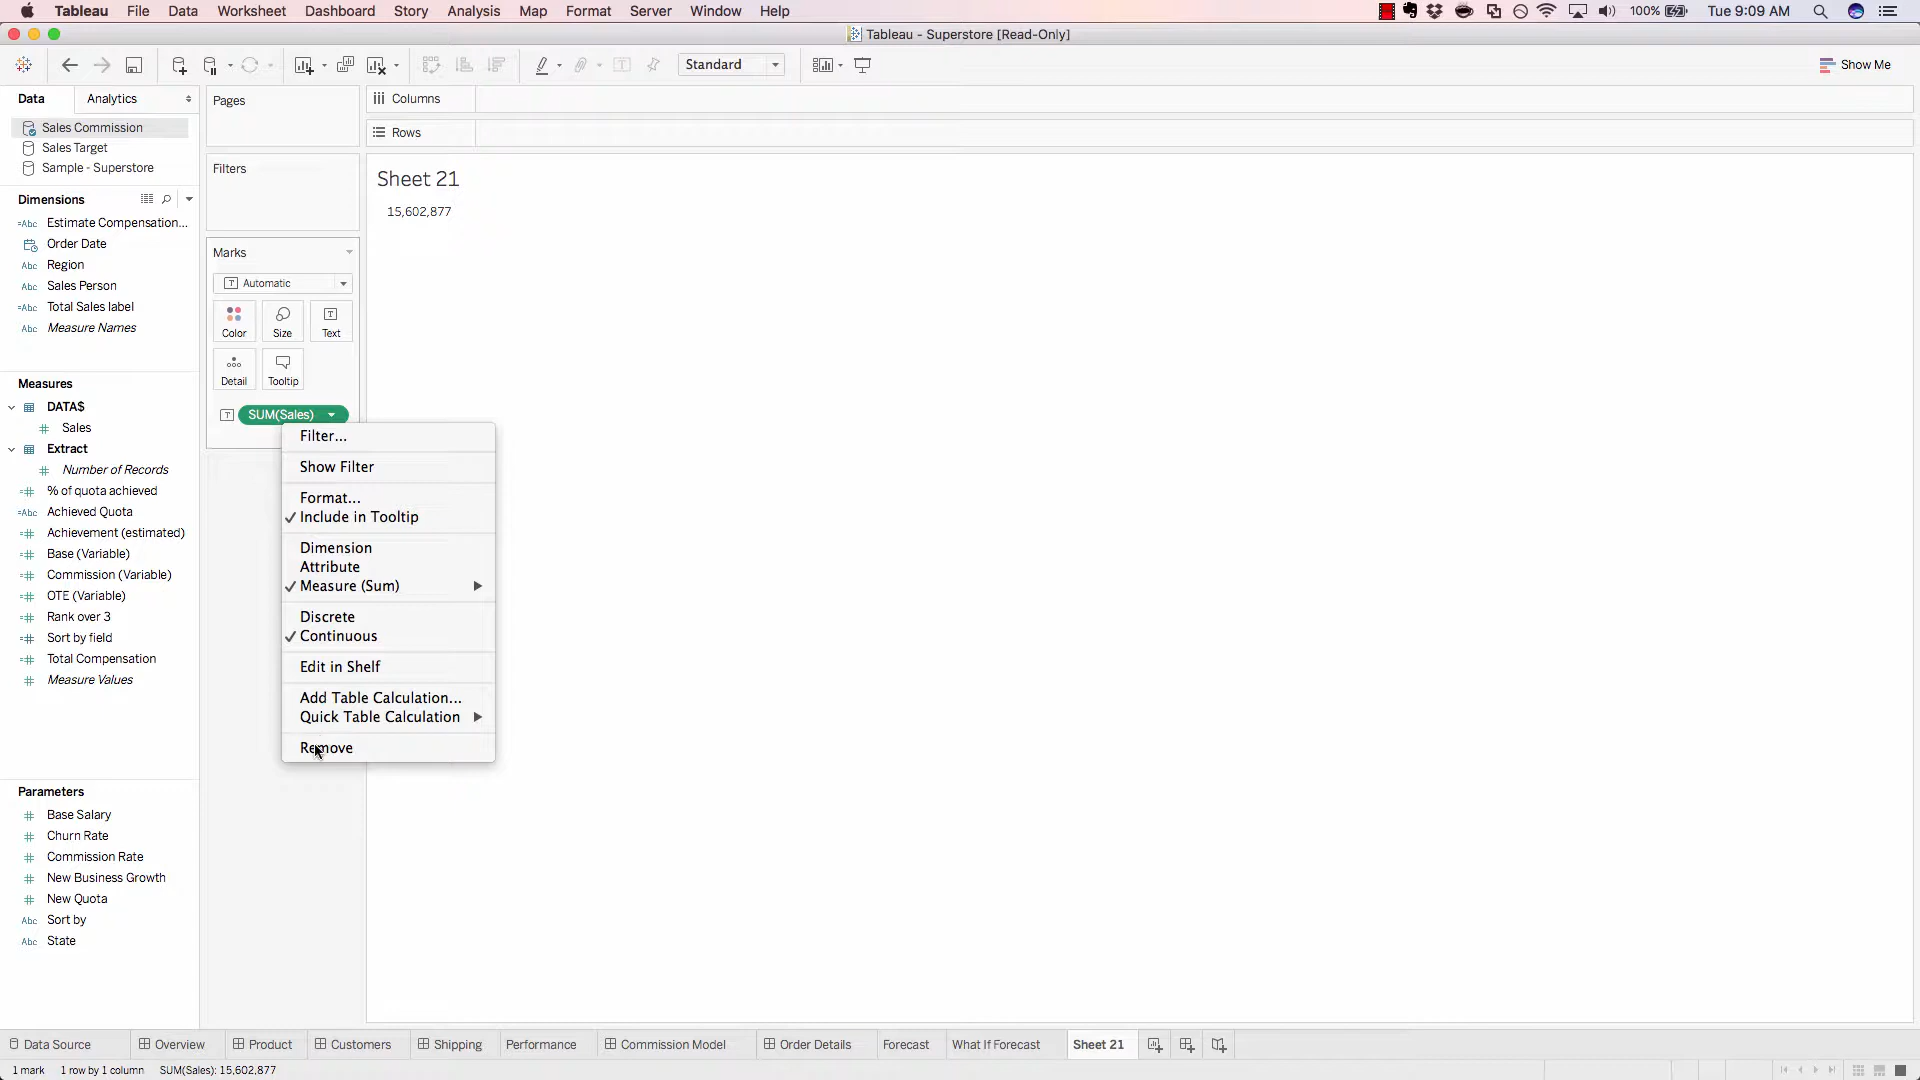 Tableau File Data Worksheet Dashboard Story Analysis Map Format Server Window Help 100% Tue 9:09 AM
Tableau - Superstore [Read-Only]
Standard
Show Me
Data Analytics
Sales Commission
Sales Target
Sample - Superstore
Dimensions
=Abc Estimate Compensation...
Order Date
Abc Region
Abc Sales Person
=Abc Total Sales label
Abc Measure Names
Measures
DATA$
# Sales
Extract
# Number of Records
=# % of quota achieved
=Abc Achieved Quota
=# Achievement (estimated)
=# Base (Variable)
=# Commission (Variable)
=# OTE (Variable)
=# Rank over 3
=# Sort by field
=# Total Compensation
# Measure Values
Parameters
# Base Salary
# Churn Rate
# Commission Rate
# New Business Growth
# New Quota
Abc Sort by
Abc State
Pages
Filters
Marks
T Automatic
Color Size Text
Detail Tooltip
T SUM(Sales)
Filter...
Show Filter
Format...
✓ Include in Tooltip
Dimension
Attribute
✓ Measure (Sum)
Discrete
✓ Continuous
Edit in Shelf
Add Table Calculation...
Quick Table Calculation
Remove
Columns
Rows
Sheet 21
15,602,877
Data Source Overview Product Customers Shipping Performance Commission Model Order Details Forecast What If Forecast Sheet 21
1 mark 1 row by 1 column SUM(Sales): 15,602,877